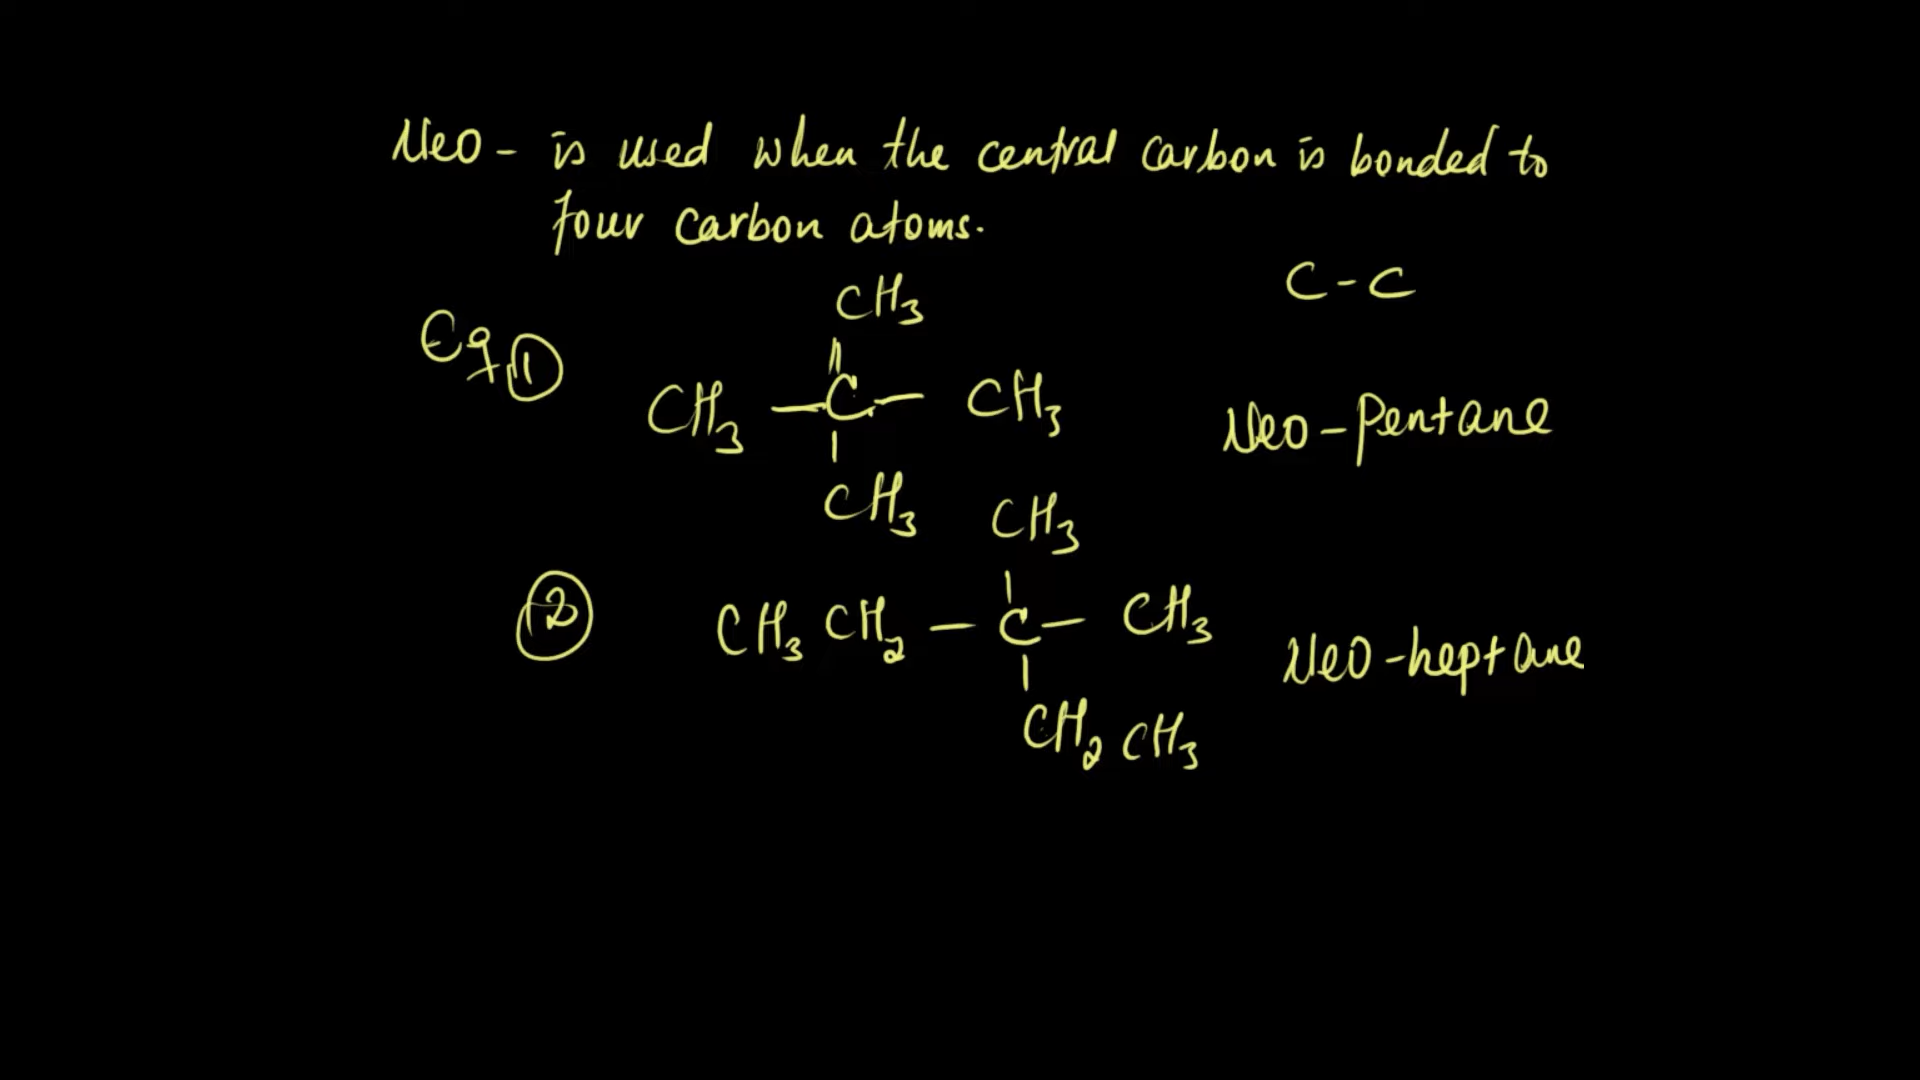 Neo - is used when the central carbon is bonded to
four carbon atoms.
C-C
Eg ①
CH3
CH3 - C - CH3
CH3
Neo-pentane
②
CH3
CH3 CH2 - C - CH3
CH2 CH3
Neo-heptane